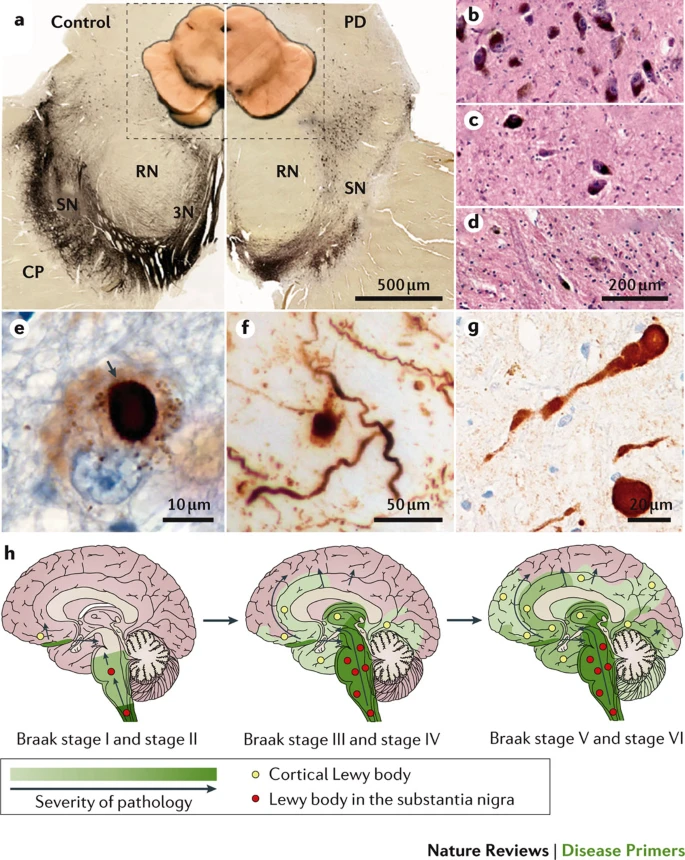 a
Control
PD
RN
RN
SN
SN
3N
CP
500 μm
b
c
d
200 μm
e
10 μm
f
50 μm
g
20 μm
h
Braak stage I and stage II
Braak stage III and stage IV
Braak stage V and stage VI
Severity of pathology
Cortical Lewy body
Lewy body in the substantia nigra
Nature Reviews | Disease Primers